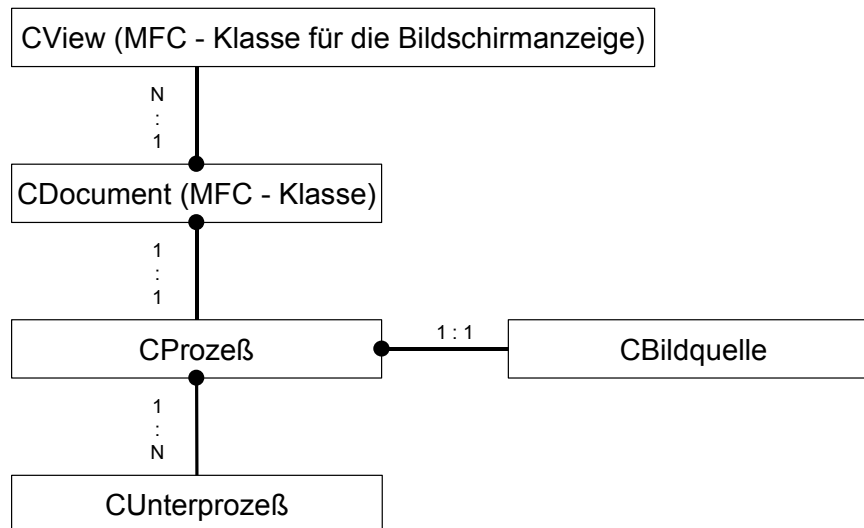 CView (MFC - Klasse für die Bildschirmanzeige)
N
:
1
CDocument (MFC - Klasse)
1
:
1
CProzeß
1 : 1
CBildquelle
1
:
N
CUnterprozeß